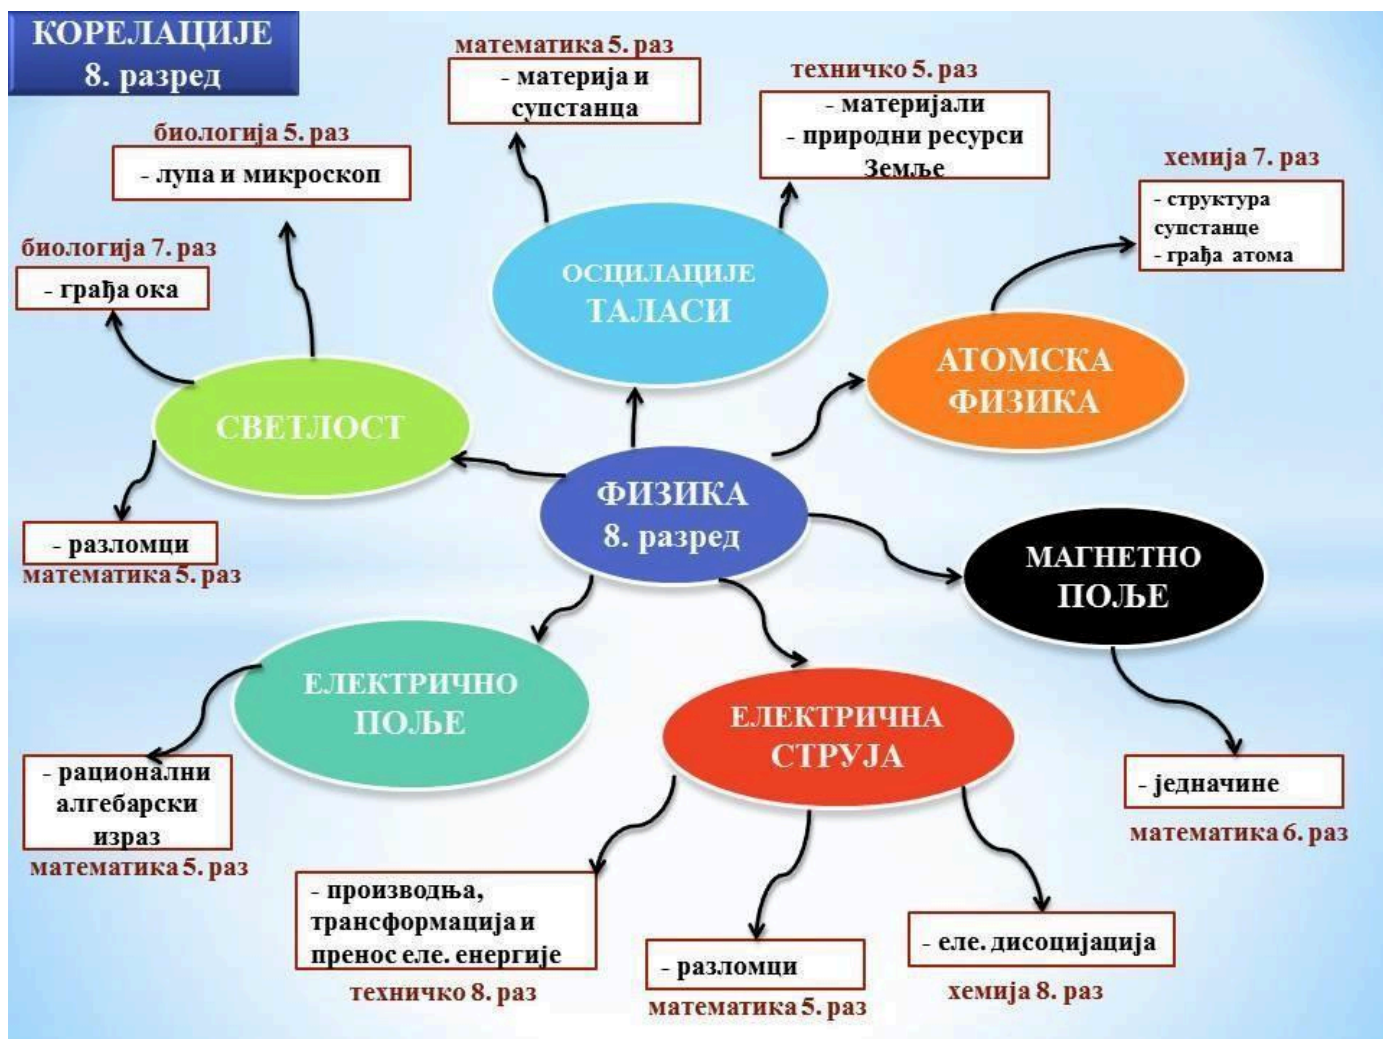 КОРЕЛАЦИЈЕ
8. разред
математика 5. раз
- материја и
супстанца
техничко 5. раз
- материјали
- природни ресурси
Земље
биологија 5. раз
- лупа и микроскоп
хемија 7. раз
- структура
супстанце
- грађа атома
биологија 7. раз
- грађа ока
ОСЦИЛАЦИЈЕ
ТАЛАСИ
АТОМСКА
ФИЗИКА
СВЕТЛОСТ
ФИЗИКА
8. разред
- разломци
математика 5. раз
МАГНЕТНО
ПОЉЕ
ЕЛЕКТРИЧНО
ПОЉЕ
ЕЛЕКТРИЧНА
СТРУЈА
- рационални
алгебарски
израз
математика 5. раз
- једначине
математика 6. раз
- производња,
трансформација и
пренос еле. енергије
техничко 8. раз
- разломци
математика 5. раз
- еле. дисоцијација
хемија 8. раз